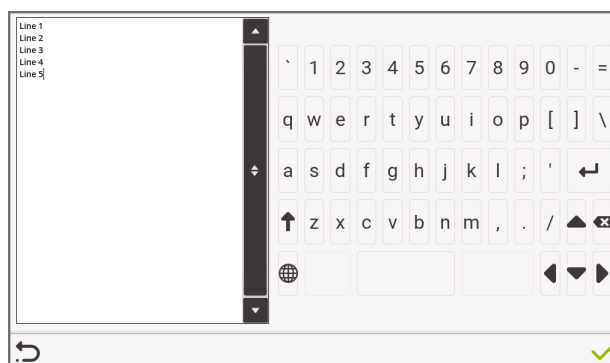 Line 1
Line 2
Line 3
Line 4
Line 5
` 1 2 3 4 5 6 7 8 9 0 - =
q w e r t y u i o p [ ] \
a s d f g h j k l ; '
z x c v b n m , . /